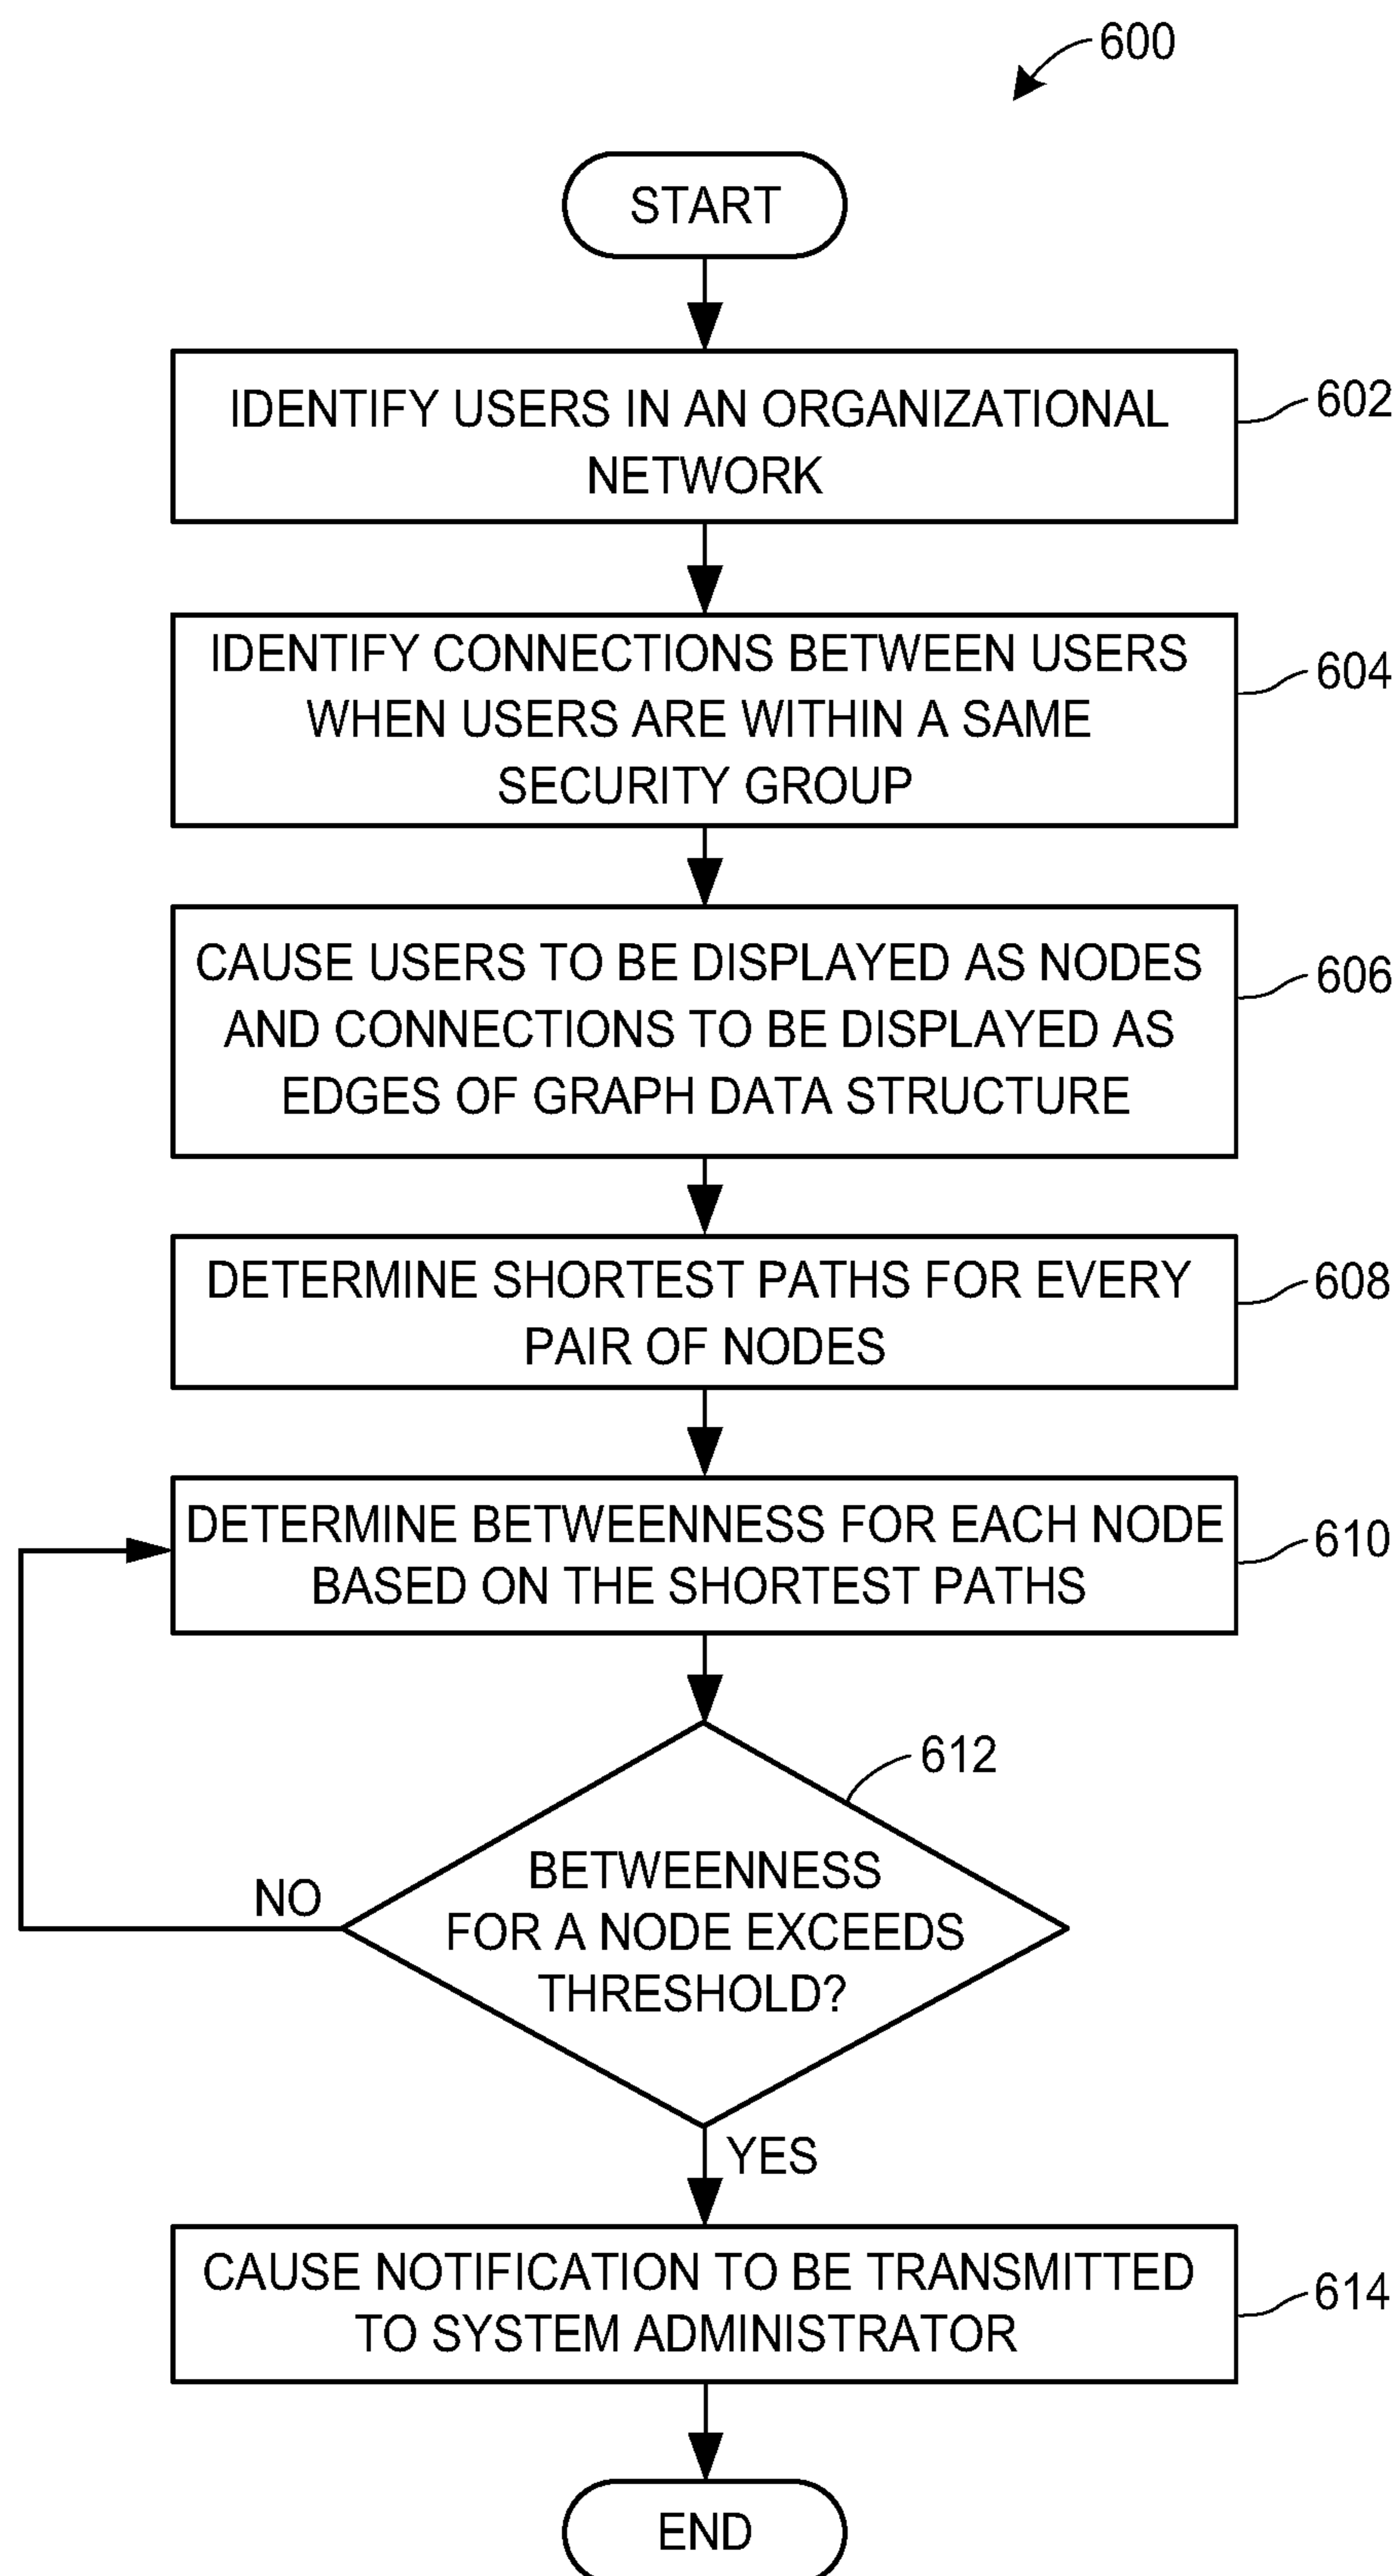 600
START
IDENTIFY USERS IN AN ORGANIZATIONAL
NETWORK
602
IDENTIFY CONNECTIONS BETWEEN USERS
WHEN USERS ARE WITHIN A SAME
SECURITY GROUP
604
CAUSE USERS TO BE DISPLAYED AS NODES
AND CONNECTIONS TO BE DISPLAYED AS
EDGES OF GRAPH DATA STRUCTURE
606
DETERMINE SHORTEST PATHS FOR EVERY
PAIR OF NODES
608
DETERMINE BETWEENNESS FOR EACH NODE
BASED ON THE SHORTEST PATHS
610
612
BETWEENNESS
FOR A NODE EXCEEDS
THRESHOLD?
NO
YES
CAUSE NOTIFICATION TO BE TRANSMITTED
TO SYSTEM ADMINISTRATOR
614
END